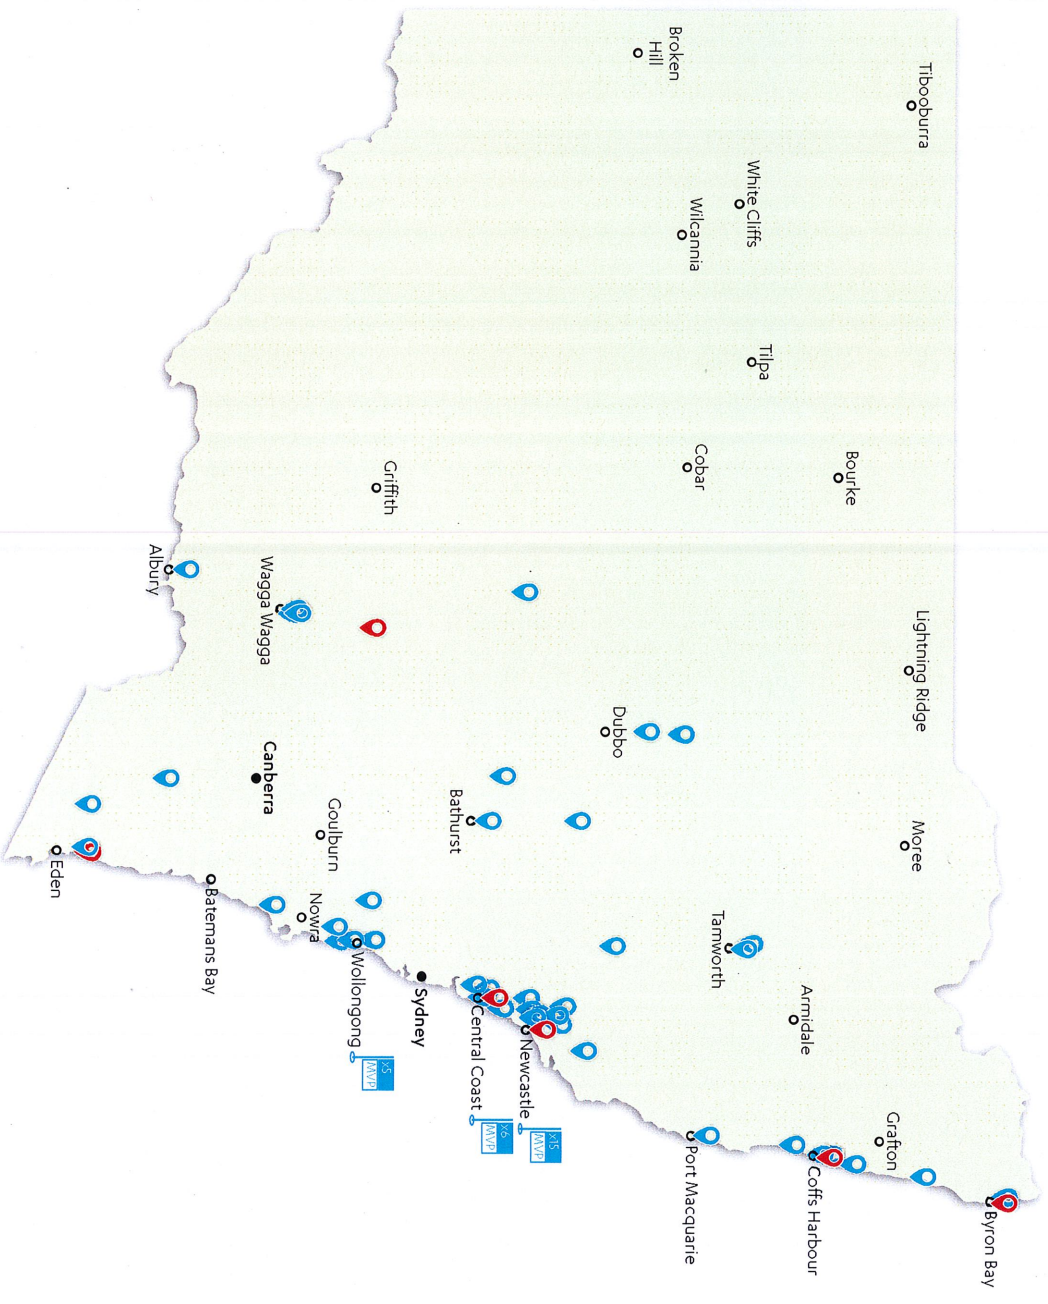 Tibooburra
Broken
Hill
White Cliffs
Wilcannia
Tilpa
Bourke
Cobar
Griffith
Albury
Wagga Wagga
Lightning Ridge
Dubbo
Canberra
Bathurst
Goulburn
Moree
Eden
Batemans Bay
Nowra
Tamworth
Wollongong
Sydney
Armidale
Central Coast
Newcastle
Grafton
x5
MVP
x6
MVP
x15
MVP
Port Macquarie
Coffs Harbour
Byron Bay